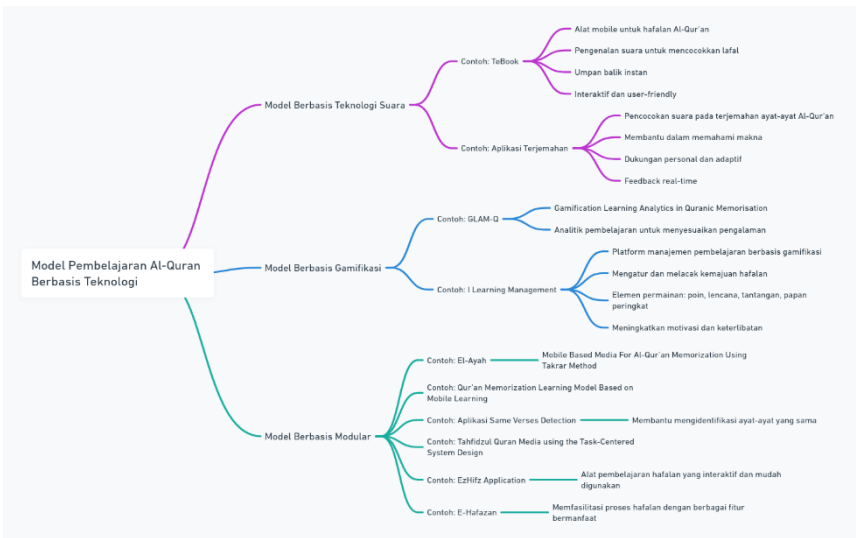 Model Pembelajaran Al-Quran
Berbasis Teknologi
Model Berbasis Teknologi Suara
Contoh: TeBook
Alat mobile untuk hafalan Al-Qur'an
Pengenalan suara untuk mencocokkan lafal
Umpan balik instan
Interaktif dan user-friendly
Contoh: Aplikasi Terjemahan
Pencocokan suara pada terjemahan ayat-ayat Al-Qur'an
Membantu dalam memahami makna
Dukungan personal dan adaptif
Feedback real-time
Model Berbasis Gamifikasi
Contoh: GLAM-Q
Gamification Learning Analytics in Quranic Memorisation
Analitik pembelajaran untuk menyesuaikan pengalaman
Contoh: I Learning Management
Platform manajemen pembelajaran berbasis gamifikasi
Mengatur dan melacak kemajuan hafalan
Elemen permainan: poin, lencana, tantangan, papan
peringkat
Meningkatkan motivasi dan keterlibatan
Model Berbasis Modular
Contoh: El-Ayah
Mobile Based Media For Al-Qur'an Memorization Using
Takrar Method
Contoh: Qur'an Memorization Learning Model Based on
Mobile Learning
Contoh: Aplikasi Same Verses Detection
Membantu mengidentifikasi ayat-ayat yang sama
Contoh: Tahfidzul Quran Media using the Task-Centered
System Design
Contoh: EzHifz Application
Alat pembelajaran hafalan yang interaktif dan mudah
digunakan
Contoh: E-Hafazan
Memfasilitasi proses hafalan dengan berbagai fitur
bermanfaat